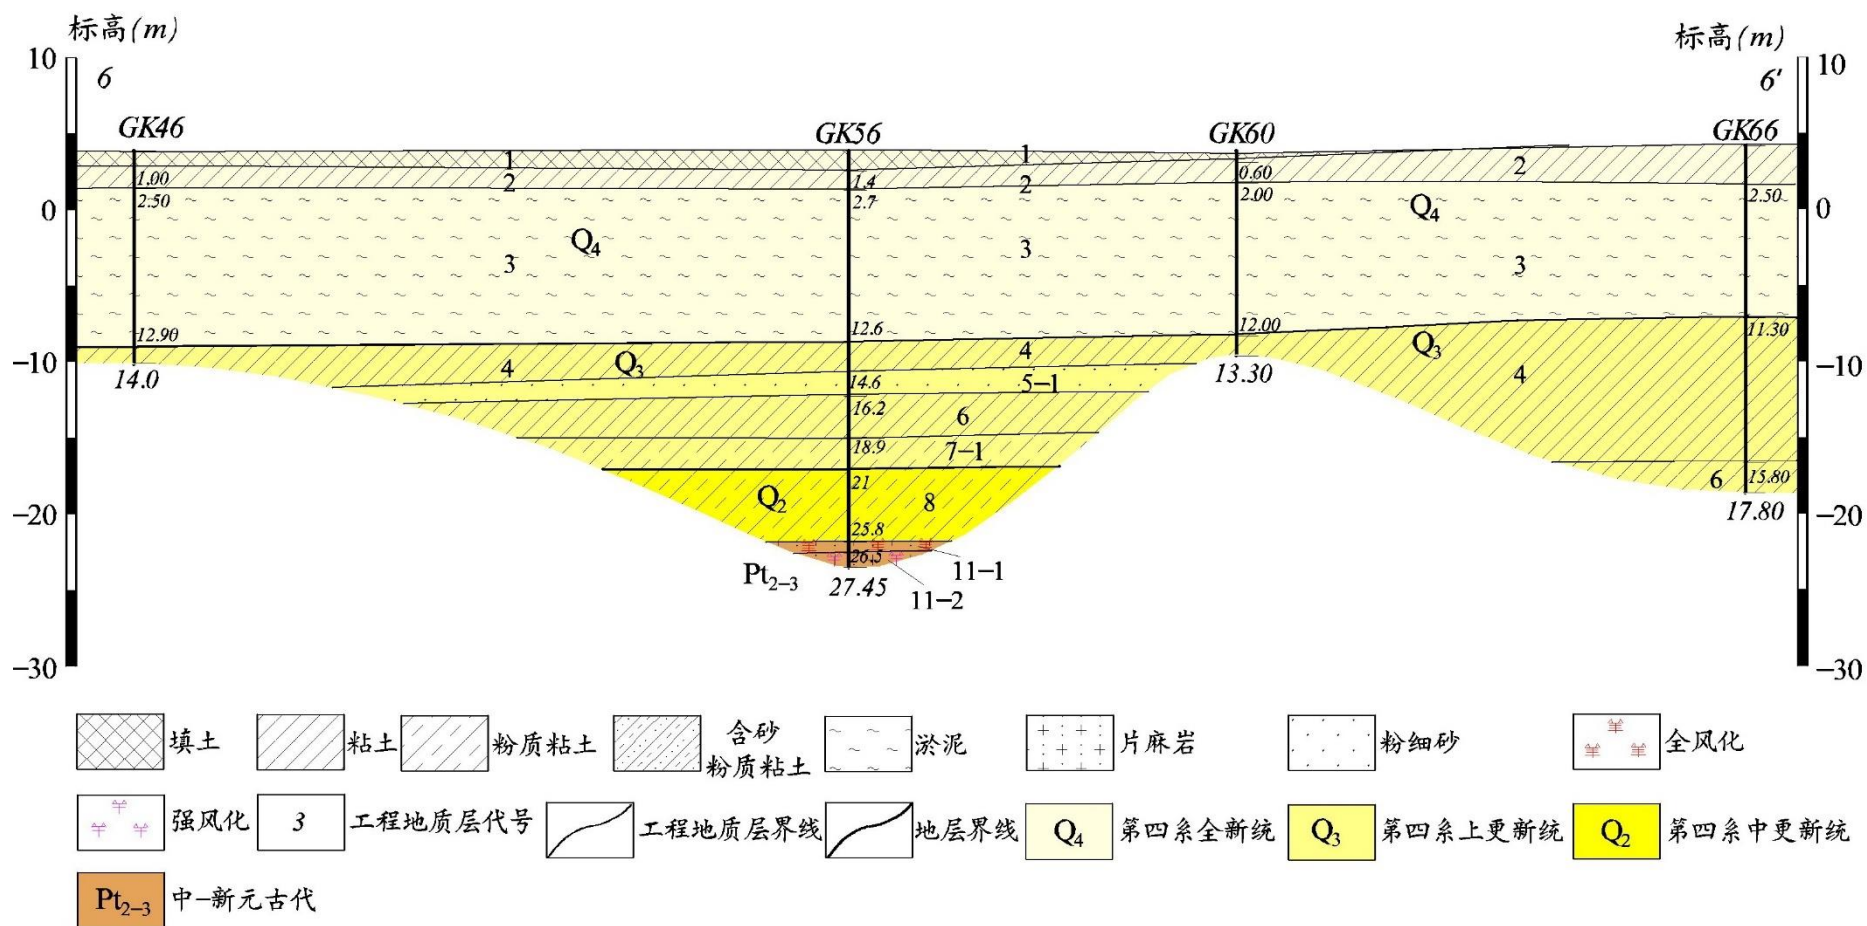 标高(m)
标高(m)
10
10
6
6'
GK46
GK56
GK60
GK66
1
1
2
1.00
2
1.4
2
0.60
2.50
2.7
2.00
2.50
0
0
Q4
Q4
3
3
3
12.90
12.6
12.00
11.30
4
Q3
4
Q3
4
-10
-10
14.0
14.6
5-1
13.30
16.2
6
18.9
7-1
6
15.80
17.80
21
Q2
8
-20
-20
25.8
26.5
Pt2-3
27.45
11-1
11-2
-30
-30
填土
粘土
粉质粘土
含砂
粉质粘土
淤泥
片麻岩
粉细砂
全风化
强风化
3
工程地质层代号
工程地质层界线
地层界线
Q4
第四系全新统
Q3
第四系上更新统
Q2
第四系中更新统
Pt2-3
中-新元古代